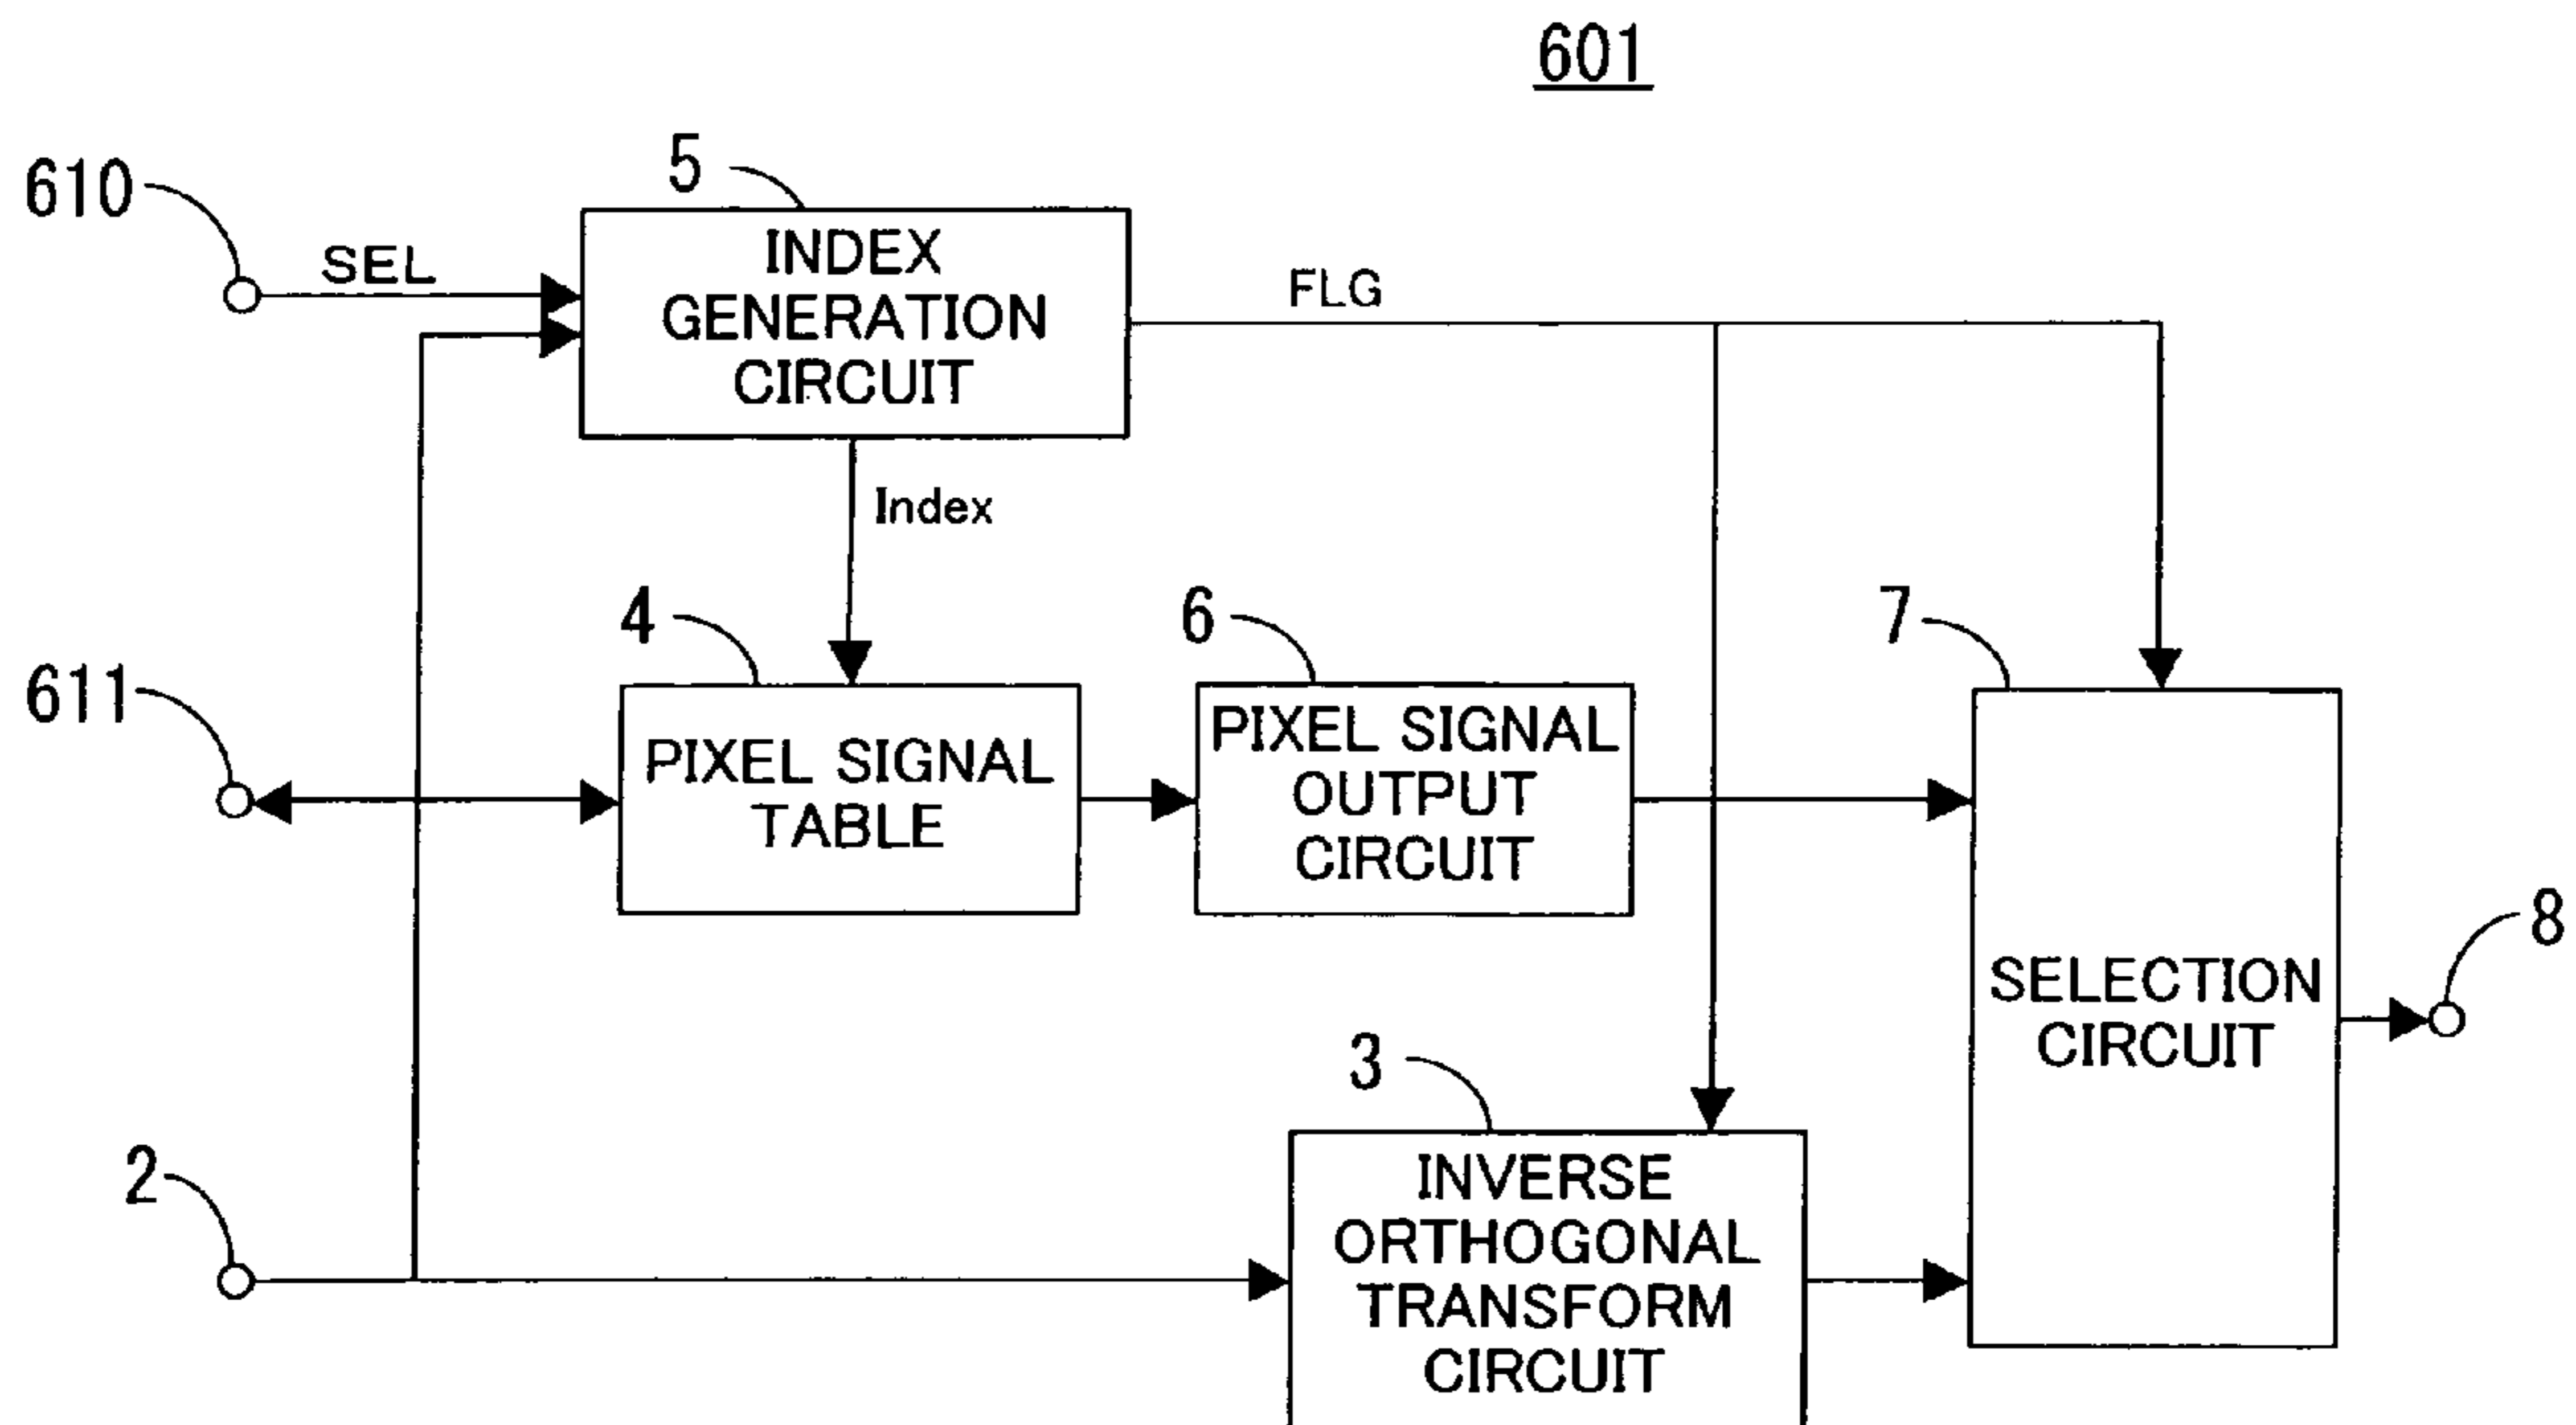 601
610
SEL
5
INDEX
GENERATION
CIRCUIT
FLG
Index
611
4
PIXEL SIGNAL
TABLE
6
PIXEL SIGNAL
OUTPUT
CIRCUIT
7
SELECTION
CIRCUIT
8
2
3
INVERSE
ORTHOGONAL
TRANSFORM
CIRCUIT